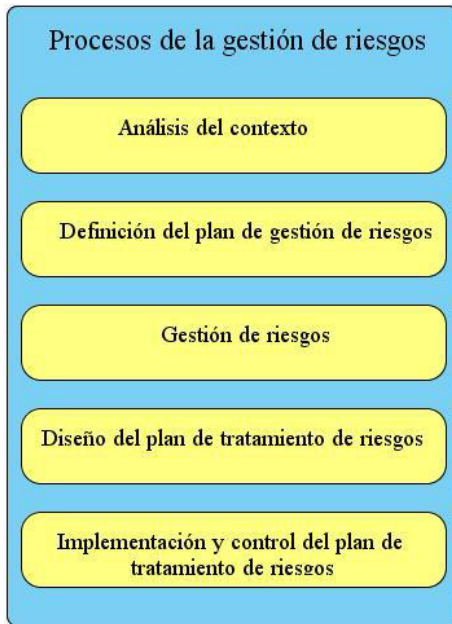 Procesos de la gestión de riesgos
Análisis del contexto
Definición del plan de gestión de riesgos
Gestión de riesgos
Diseño del plan de tratamiento de riesgos
Implementación y control del plan de
tratamiento de riesgos